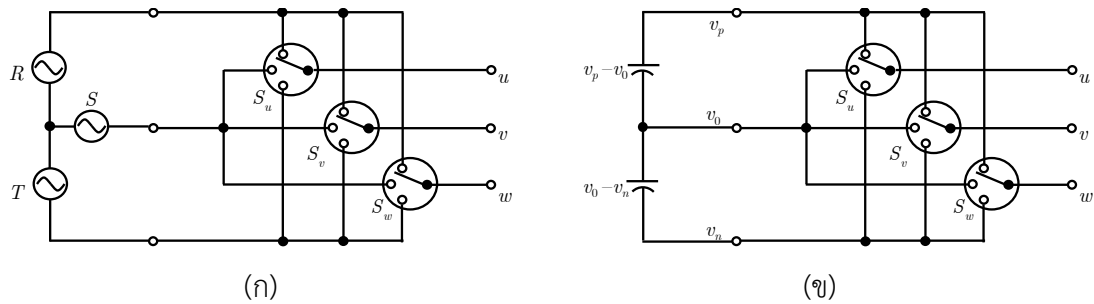 R
S
T
S_u
S_v
S_w
u
v
w
(ก)
v_p
v_p − v_0
v_0
v_0 − v_n
v_n
S_u
S_v
S_w
u
v
w
(ข)